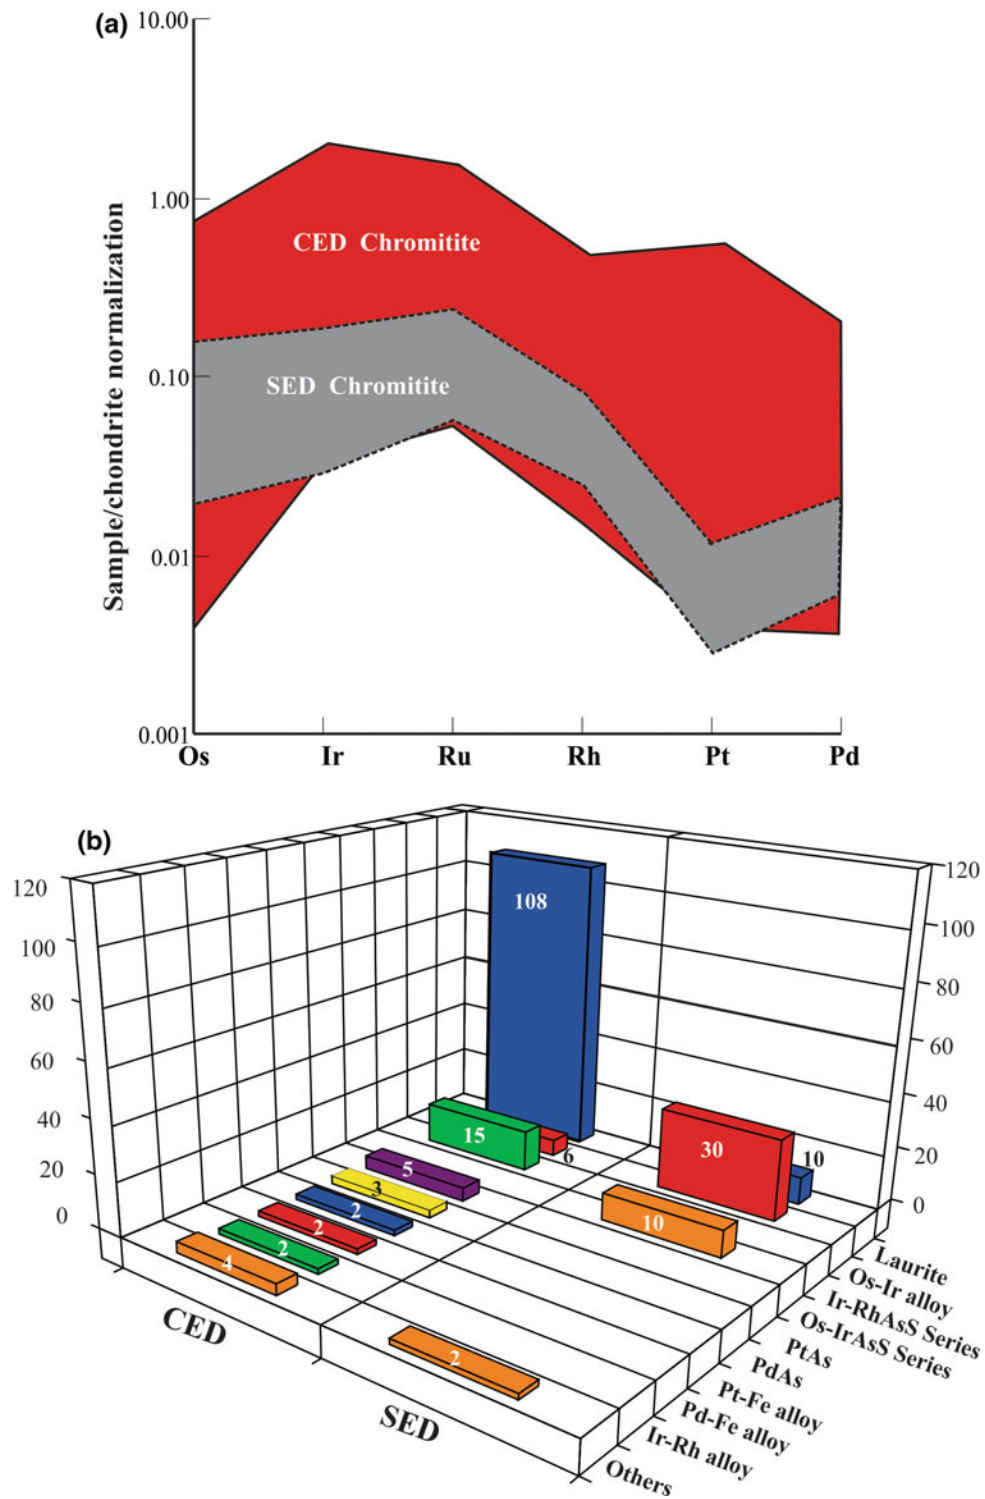 (a)
10.00
1.00
0.10
0.01
0.001
Sample/chondrite normalization
CED Chromitite
SED Chromitite
Os Ir Ru Rh Pt Pd
(b)
120
100
80
60
40
20
0
120
100
80
60
40
20
0
108
6
15
5
3
2
2
2
4
10
30
10
2
CED
SED
Laurite
Os-Ir alloy
Ir-RhAsS Series
Os-IrAsS Series
PtAs
PdAs
Pt-Fe alloy
Pd-Fe alloy
Ir-Rh alloy
Others